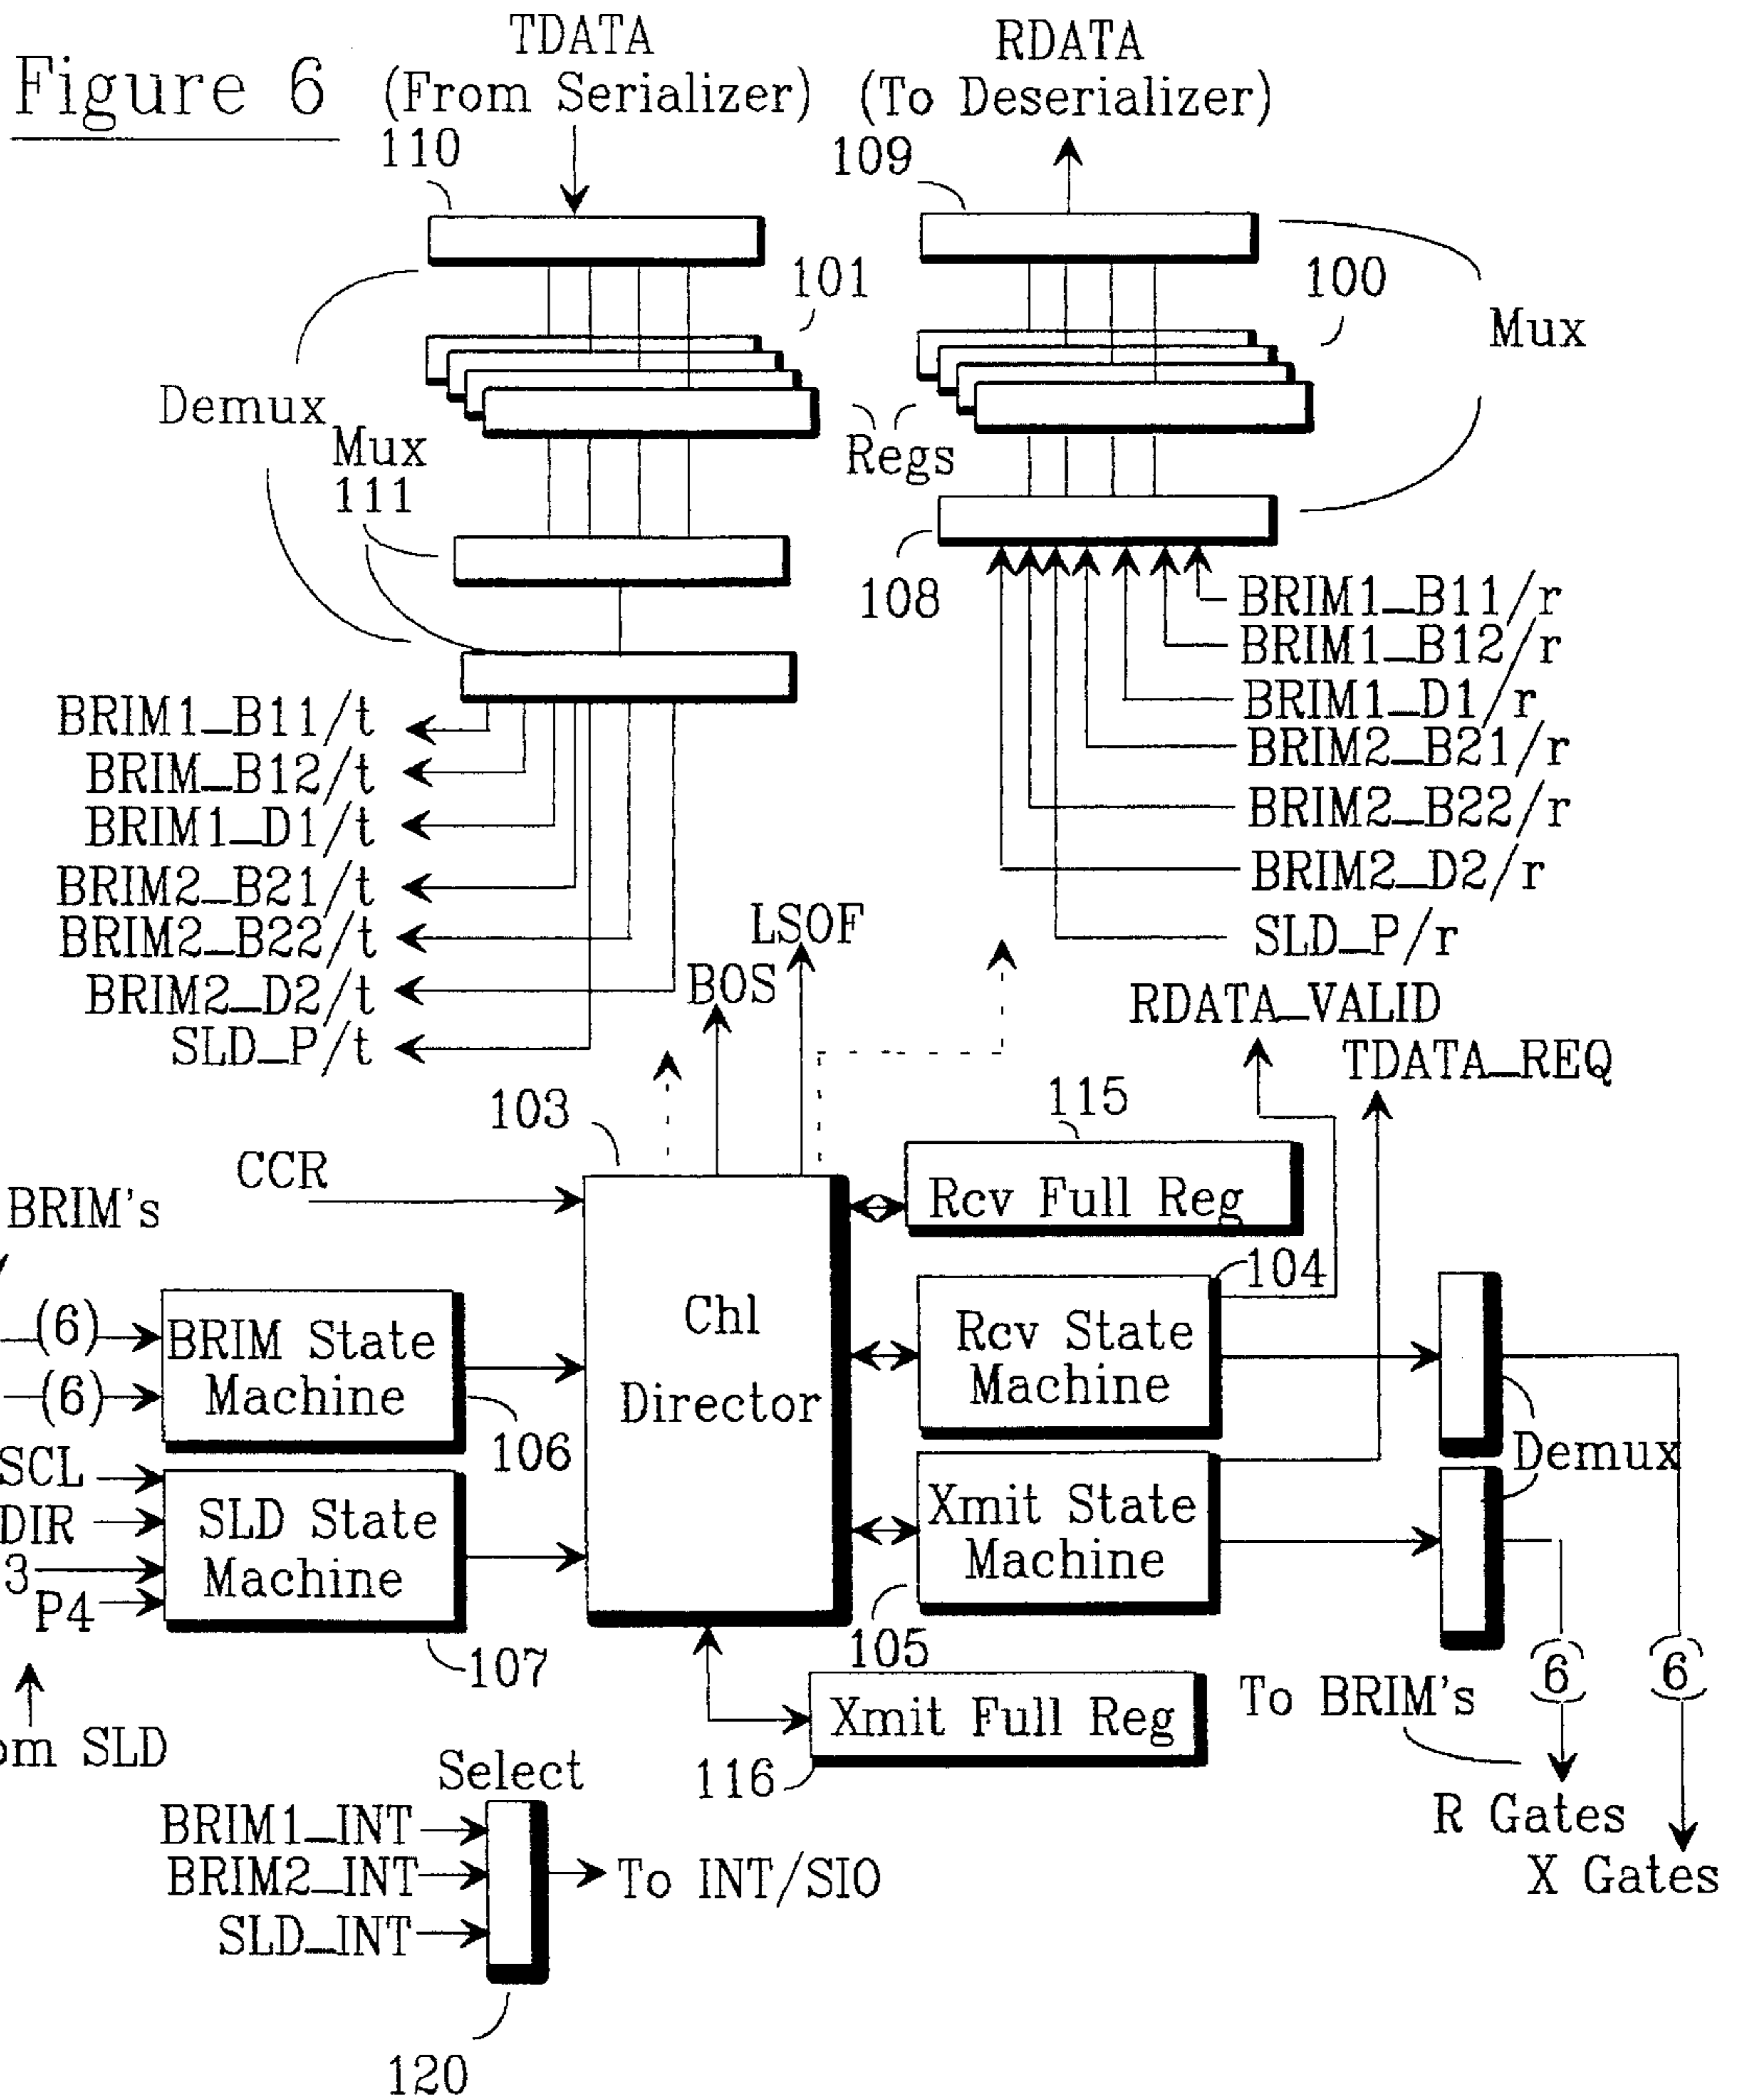 Figure 6
TDATA
(From Serializer)
RDATA
(To Deserializer)
110
109
101
100
Mux
Demux
Mux
111
Regs
108
BRIM1_B11/r
BRIM1_B12/r
BRIM1_D1/r
BRIM2_B21/r
BRIM2_B22/r
BRIM2_D2/r
SLD_P/r
BRIM1_B11/t
BRIM_B12/t
BRIM1_D1/t
BRIM2_B21/t
BRIM2_B22/t
BRIM2_D2/t
SLD_P/t
LSOF
BOS
RDATA_VALID
TDATA_REQ
103
115
CCR
Rcv Full Reg
BRIM's
104
(6)
(6)
BRIM State
Machine
106
Chl
Director
Rcv State
Machine
Demux
SCL
DIR
3
P4
SLD State
Machine
107
Xmit State
Machine
105
(6)
(6)
To BRIM's
om SLD
Xmit Full Reg
116
R Gates
X Gates
Select
BRIM1_INT
BRIM2_INT
SLD_INT
To INT/SIO
120